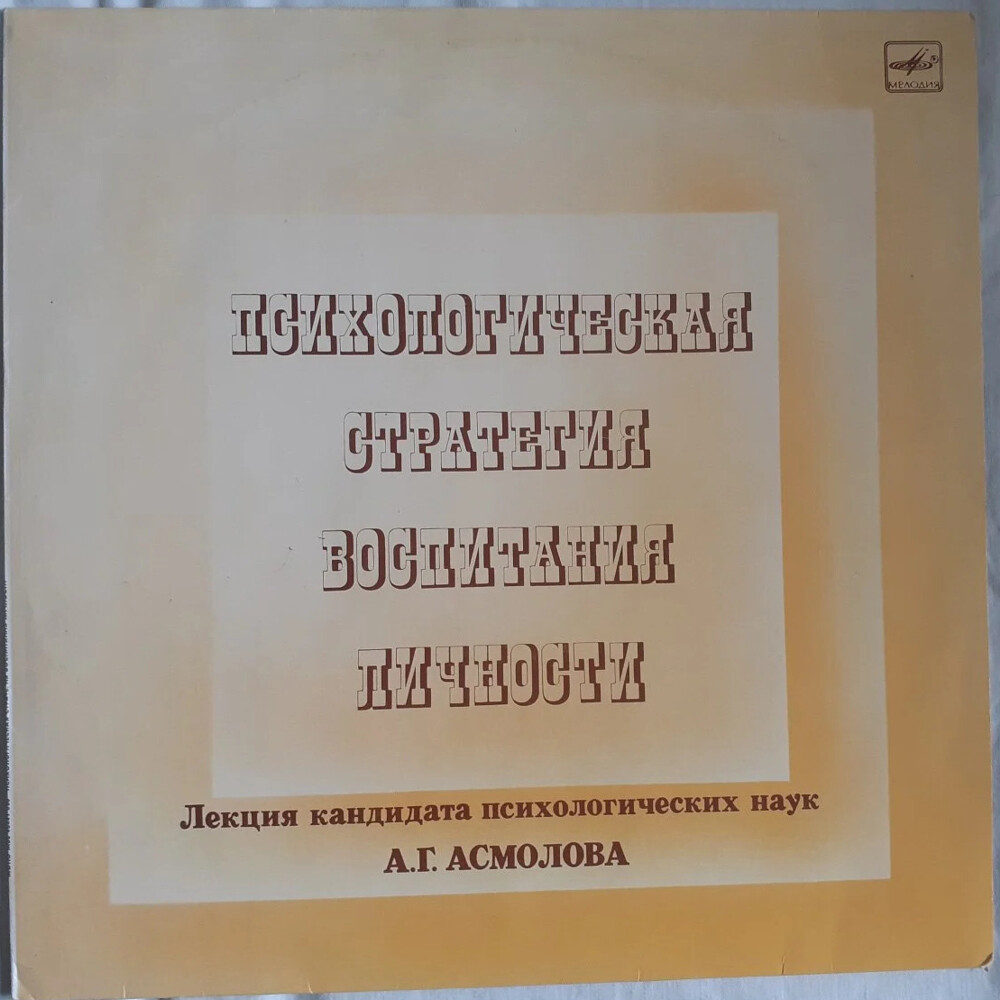 МЕЛОДИЯ
ПСИХОЛОГИЧЕСКАЯ
СТРАТЕГИЯ
ВОСПИТАНИЯ
ЛИЧНОСТИ
Лекция кандидата психологических наук
А.Г. АСМОЛОВА